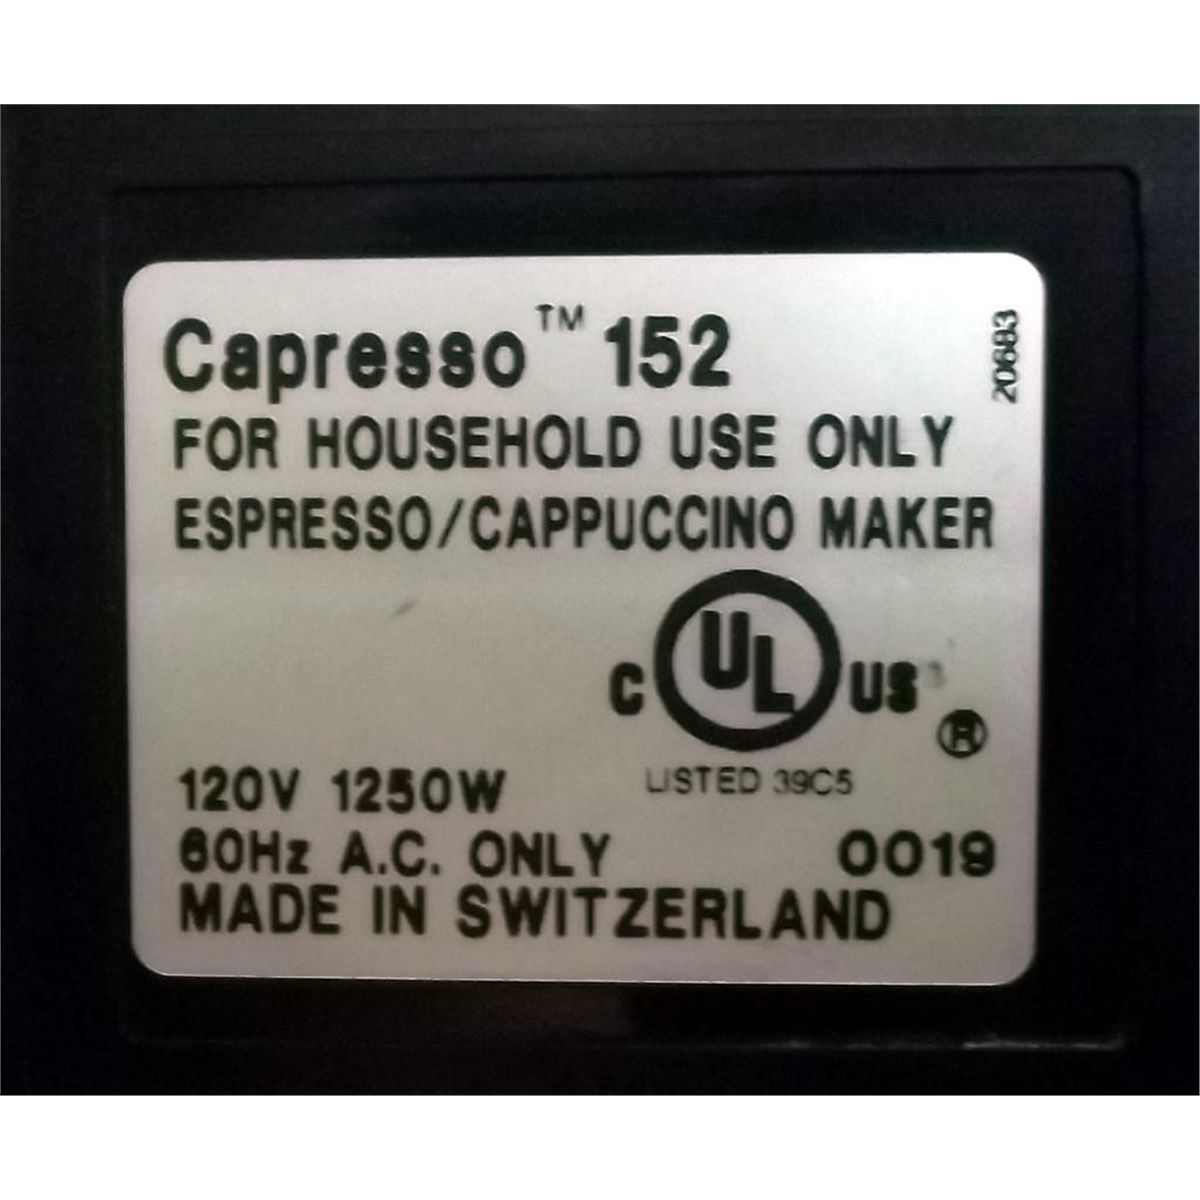 Capresso™ 152
20683
FOR HOUSEHOLD USE ONLY
ESPRESSO/CAPPUCCINO MAKER
C UL US
®
LISTED 39C5
120V 1250W
60Hz A.C. ONLY
0019
MADE IN SWITZERLAND